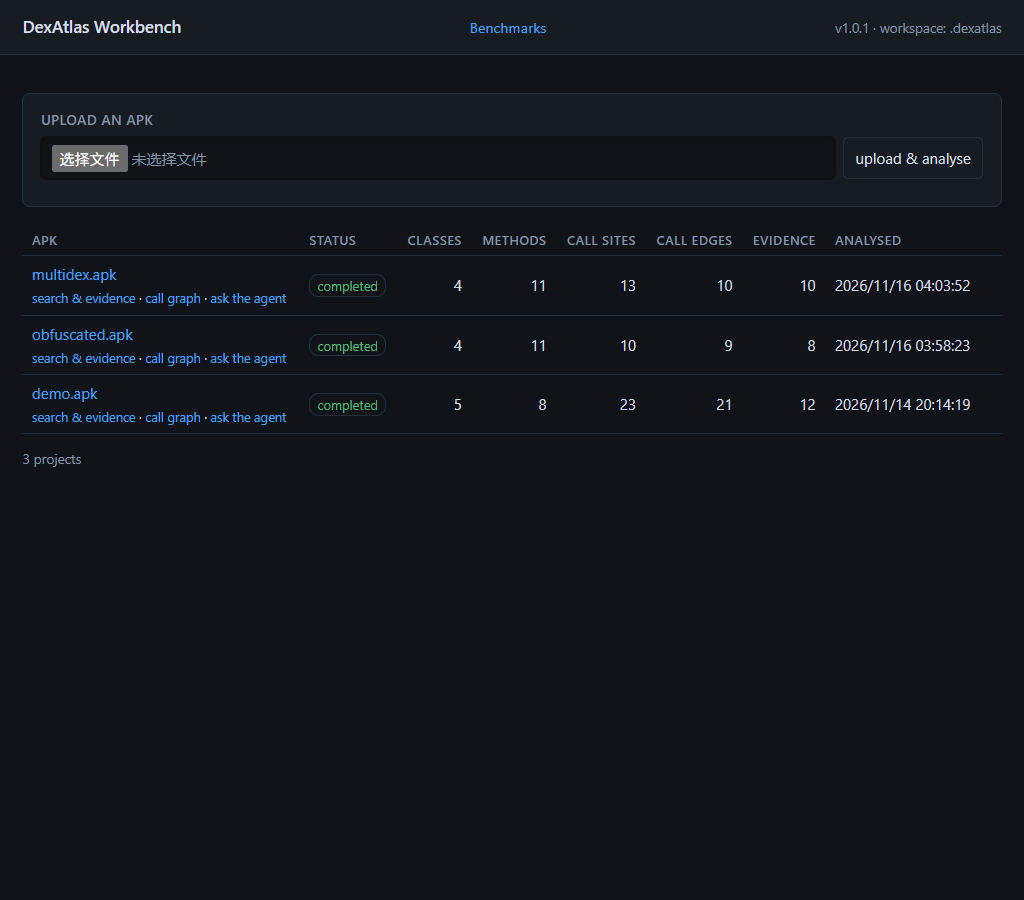 DexAtlas Workbench Benchmarks v1.0.1 · workspace: .dexatlas
UPLOAD AN APK
选择文件 未选择文件 upload & analyse
APK STATUS CLASSES METHODS CALL SITES CALL EDGES EVIDENCE ANALYSED
multidex.apk
search & evidence · call graph · ask the agent
completed 4 11 13 10 10 2026/11/16 04:03:52
obfuscated.apk
search & evidence · call graph · ask the agent
completed 4 11 10 9 8 2026/11/16 03:58:23
demo.apk
search & evidence · call graph · ask the agent
completed 5 8 23 21 12 2026/11/14 20:14:19
3 projects